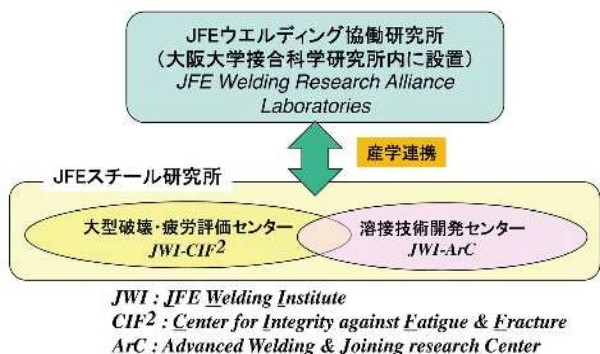 JFEウエルディング協働研究所
(大阪大学接合科学研究所内に設置)
JFE Welding Research Alliance
Laboratories
産学連携
JFEスチール研究所
大型破壊・疲労評価センター
JWI-CIF²
溶接技術開発センター
JWI-ArC
JWI : JFE Welding Institute
CIF² : Center for Integrity against Fatigue & Fracture
ArC : Advanced Welding & Joining research Center